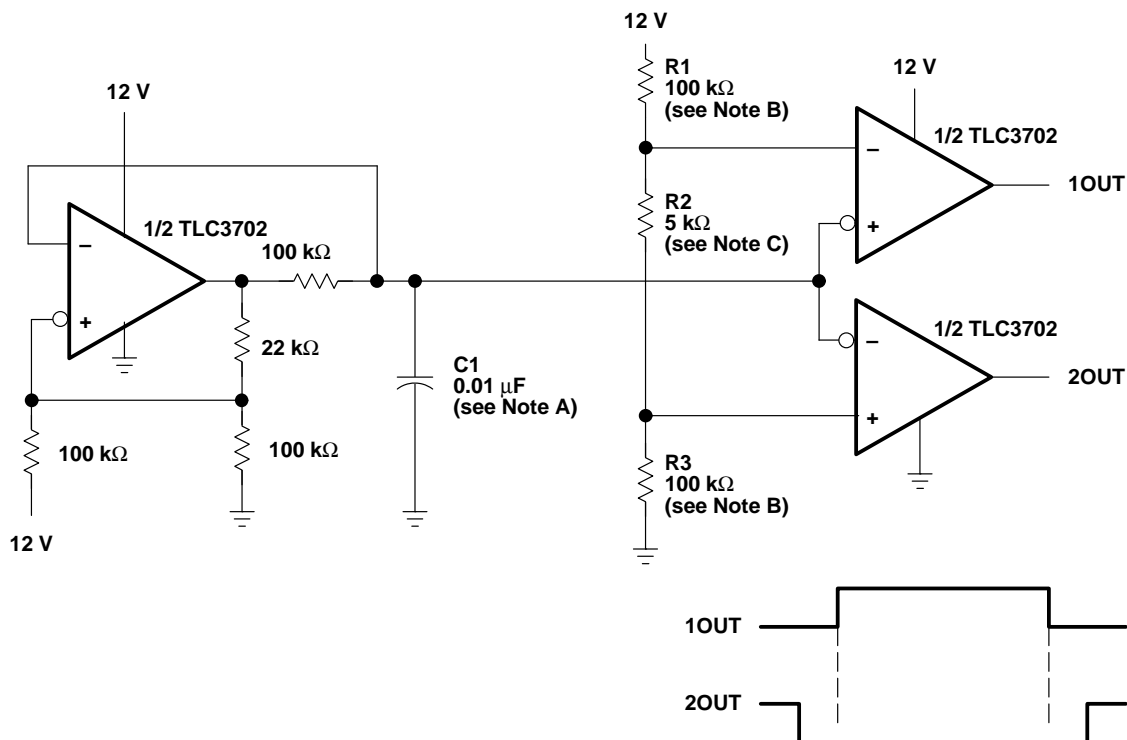 12 V
R1
100 kΩ
(see Note B)
12 V
12 V
1/2 TLC3702
−
+
1OUT
R2
5 kΩ
(see Note C)
1/2 TLC3702
−
+
100 kΩ
22 kΩ
100 kΩ
100 kΩ
12 V
C1
0.01 μF
(see Note A)
1/2 TLC3702
−
+
2OUT
R3
100 kΩ
(see Note B)
1OUT
2OUT